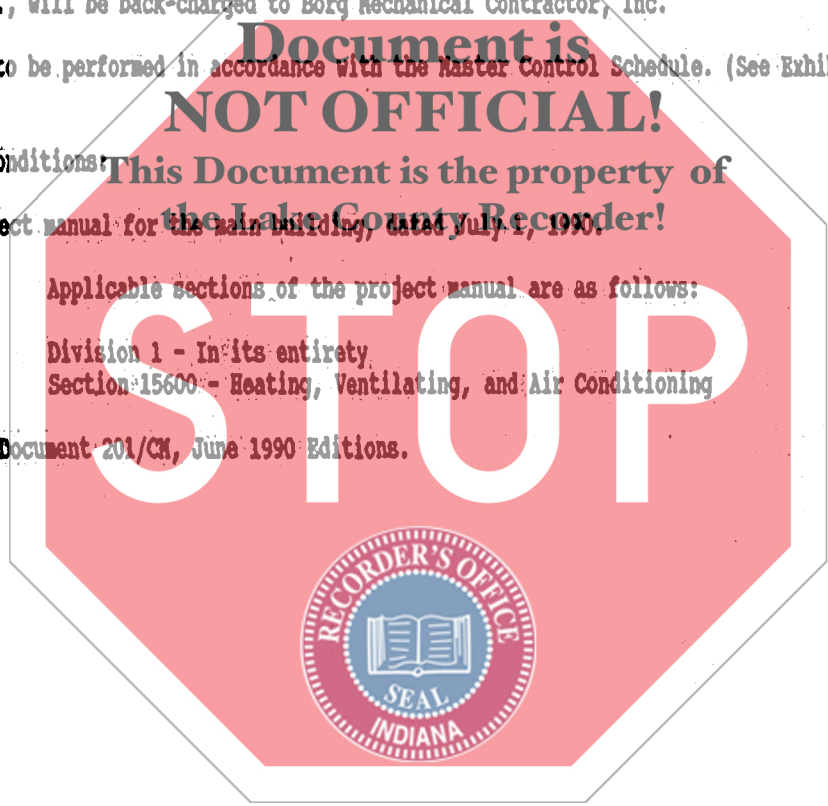 , will be back-charged to Borg Mechanical Contractor, Inc.
Document is
to be performed in accordance with the Master Control Schedule. (See Exhi
NOT OFFICIAL!
onditions:
This Document is the property of
the Lake County Recorder!
ect manual for the main building, dated July 1, 1990.
Applicable sections of the project manual are as follows:
STOP
Division 1 - In its entirety
Section 15600 - Heating, Ventilating, and Air Conditioning
Document 201/CM, June 1990 Editions.
RECORDER'S OFFICE
SEAL
INDIANA